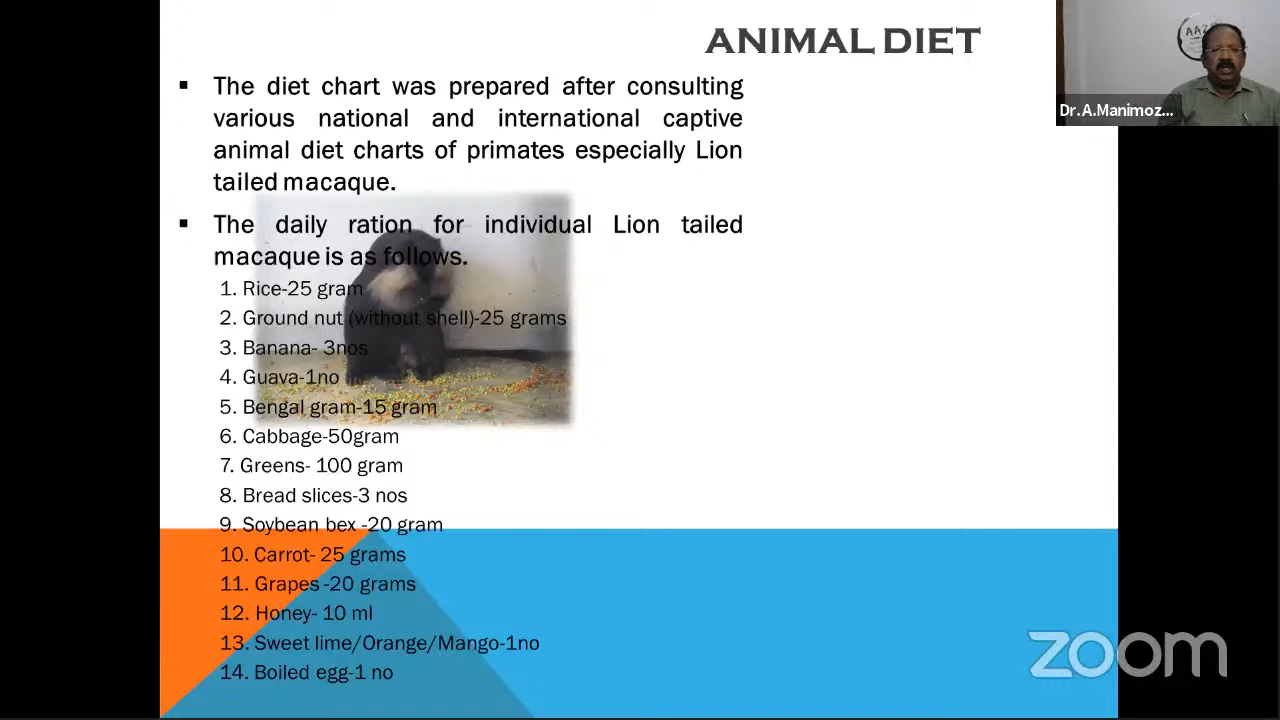 ANIMAL DIET
▪ The diet chart was prepared after consulting
various national and international captive
animal diet charts of primates especially Lion
tailed macaque.
▪ The daily ration for individual Lion tailed
macaque is as follows.
1. Rice-25 gram
2. Ground nut (without shell)-25 grams
3. Banana- 3nos
4. Guava-1no
5. Bengal gram-15 gram
6. Cabbage-50gram
7. Greens- 100 gram
8. Bread slices-3 nos
9. Soybean bex -20 gram
10. Carrot- 25 grams
11. Grapes -20 grams
12. Honey- 10 ml
13. Sweet lime/Orange/Mango-1no
14. Boiled egg-1 no
Dr.A.Manimoz...
zoom